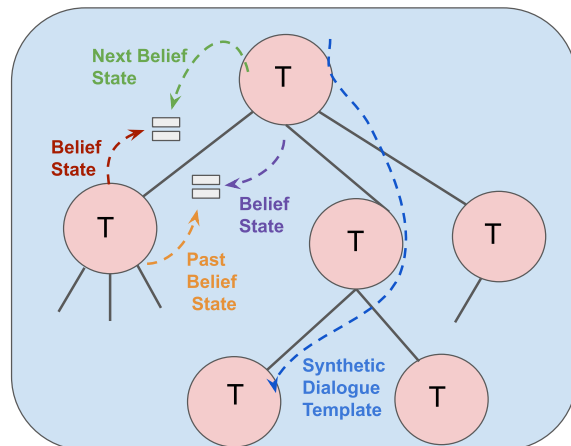 Next Belief
State
T
Belief
State
Belief
State
T
T
T
Past
Belief
State
Synthetic
Dialogue
Template
T
T